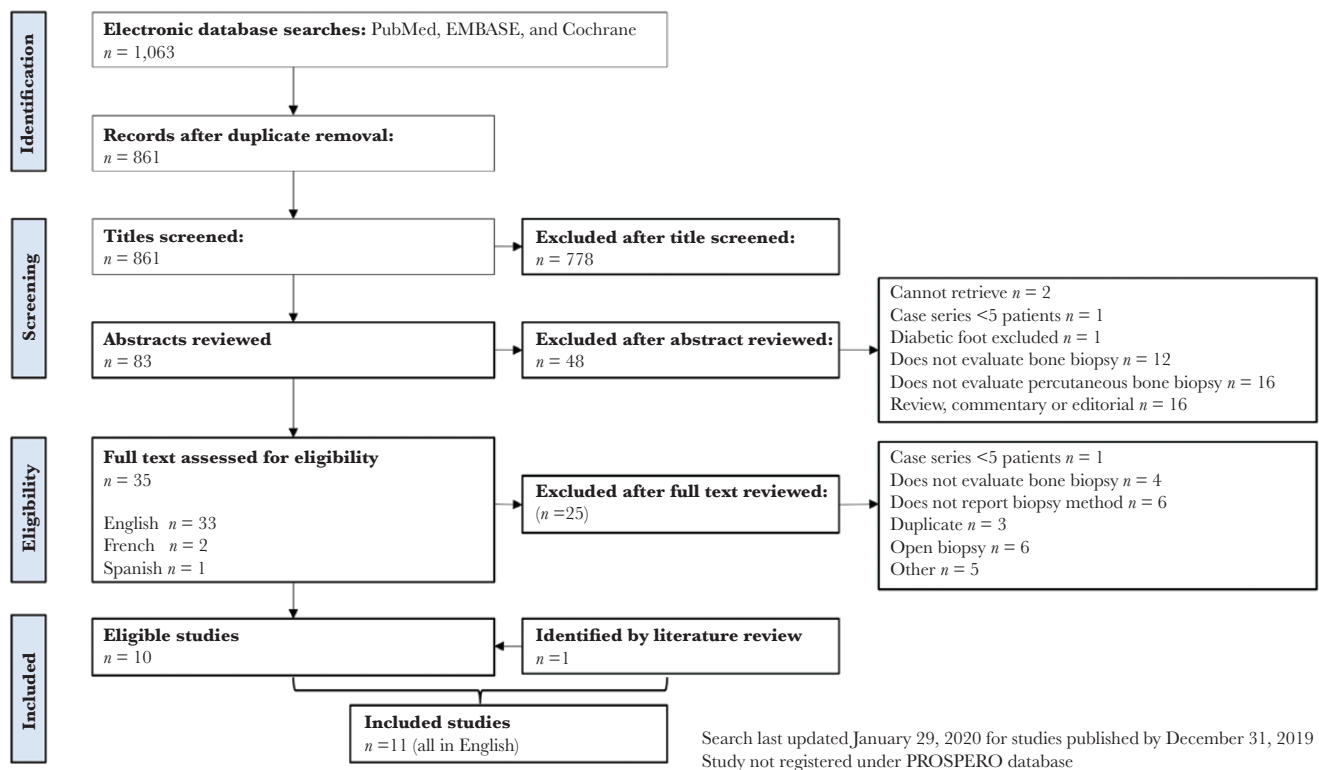 Identification
Electronic database searches: PubMed, EMBASE, and Cochrane
n = 1,063
Records after duplicate removal:
n = 861
Screening
Titles screened:
n = 861
Excluded after title screened:
n = 778
Abstracts reviewed
n = 83
Excluded after abstract reviewed:
n = 48
Cannot retrieve n = 2
Case series <5 patients n = 1
Diabetic foot excluded n = 1
Does not evaluate bone biopsy n = 12
Does not evaluate percutaneous bone biopsy n = 16
Review, commentary or editorial n = 16
Eligibility
Full text assessed for eligibility
n = 35
English n = 33
French n = 2
Spanish n = 1
Excluded after full text reviewed:
(n =25)
Case series <5 patients n = 1
Does not evaluate bone biopsy n = 4
Does not report biopsy method n = 6
Duplicate n = 3
Open biopsy n = 6
Other n = 5
Included
Eligible studies
n = 10
Identified by literature review
n =1
Included studies
n =11 (all in English)
Search last updated January 29, 2020 for studies published by December 31, 2019
Study not registered under PROSPERO database